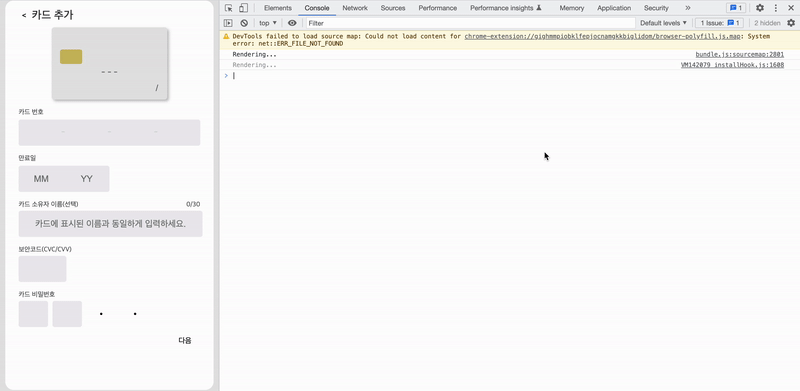 < 카드 추가
- - -
/
카드 번호
- - -
만료일
MM YY
카드 소유자 이름(선택) 0/30
카드에 표시된 이름과 동일하게 입력하세요.
보안코드(CVC/CVV)
카드 비밀번호
• •
다음
Elements Console Network Sources Performance Performance insights Memory Application Security » 1
top ▾ Filter Default levels ▾ 1 Issue: 1 2 hidden
DevTools failed to load source map: Could not load content for chrome-extension://gighmmpiobklfepjocnamgkkbiglidom/browser-polyfill.js.map: System
error: net::ERR_FILE_NOT_FOUND
Rendering... bundle.js:sourcemap:2801
Rendering... VM142079 installHook.js:1608
>